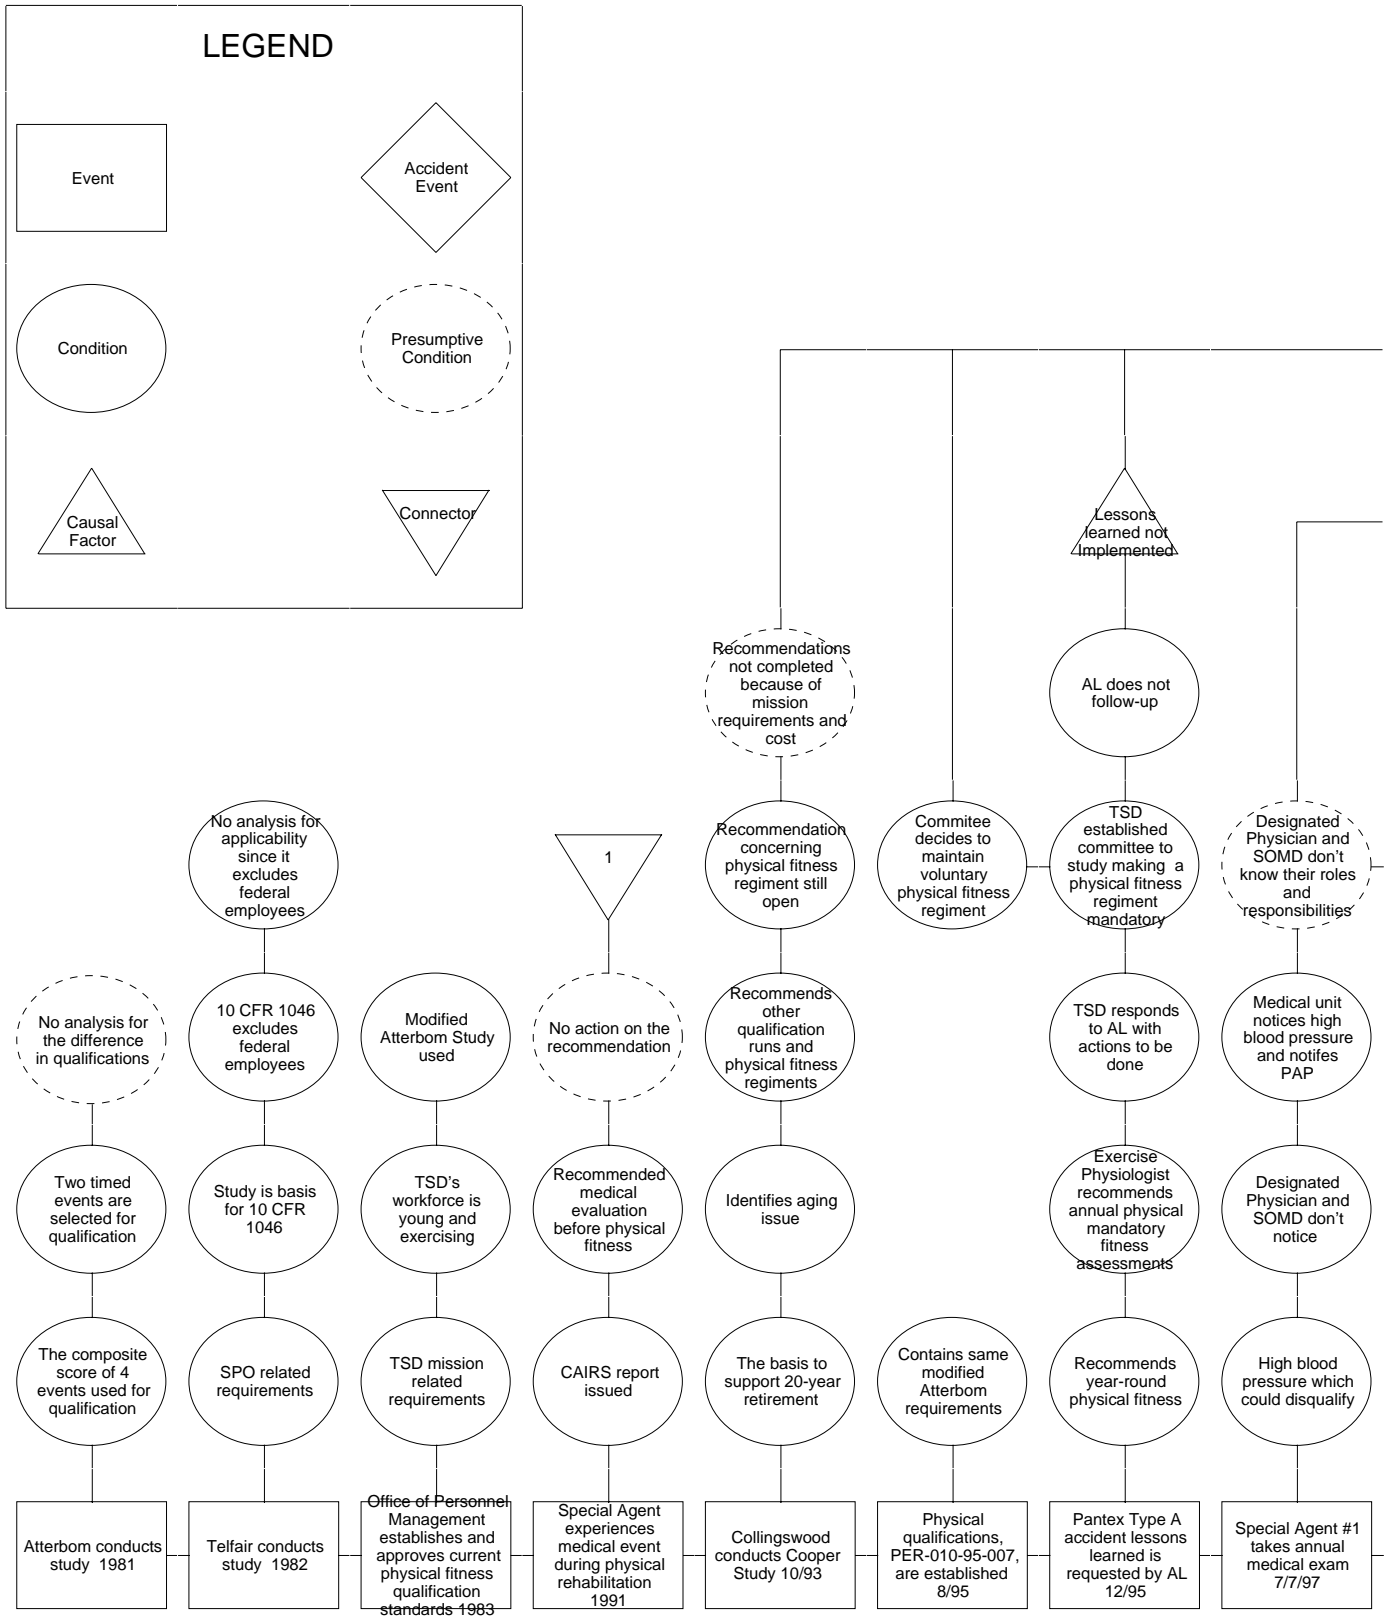 LEGEND
Event
Accident
Event
Condition
Presumptive
Condition
Causal
Factor
Connector
Lessons
learned not
Implemented
Recommendations
not completed
because of
mission
requirements and
cost
AL does not
follow-up
No analysis for
applicability
since it
excludes
federal
employees
1
Recommendation
concerning
physical fitness
regiment still
open
Commitee
decides to
maintain
voluntary
physical fitness
regiment
TSD
established
committee to
study making a
physical fitness
regiment
mandatory
Designated
Physician and
SOMD don't
know their roles
and
responsibilities
No analysis for
the difference
in qualifications
10 CFR 1046
excludes
federal
employees
Modified
Atterbom Study
used
No action on the
recommendation
Recommends
other
qualification
runs and
physical fitness
regiments
TSD responds
to AL with
actions to be
done
Medical unit
notices high
blood pressure
and notifes
PAP
Two timed
events are
selected for
qualification
Study is basis
for 10 CFR
1046
TSD's
workforce is
young and
exercising
Recommended
medical
evaluation
before physical
fitness
Identifies aging
issue
Exercise
Physiologist
recommends
annual physical
mandatory
fitness
assessments
Designated
Physician and
SOMD don't
notice
The composite
score of 4
events used for
qualification
SPO related
requirements
TSD mission
related
requirements
CAIRS report
issued
The basis to
support 20-year
retirement
Contains same
modified
Atterbom
requirements
Recommends
year-round
physical fitness
High blood
pressure which
could disqualify
Atterbom conducts
study 1981
Telfair conducts
study 1982
Office of Personnel
Management
establishes and
approves current
physical fitness
qualification
standards 1983
Special Agent
experiences
medical event
during physical
rehabilitation
1991
Collingswood
conducts Cooper
Study 10/93
Physical
qualifications,
PER-010-95-007,
are established
8/95
Pantex Type A
accident lessons
learned is
requested by AL
12/95
Special Agent #1
takes annual
medical exam
7/7/97